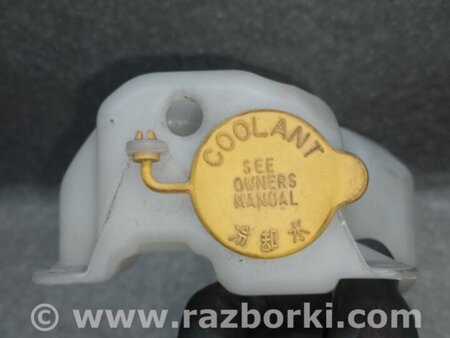 COOLANT
SEE
OWNERS
MANUAL
冷却水
© www.razborki.com